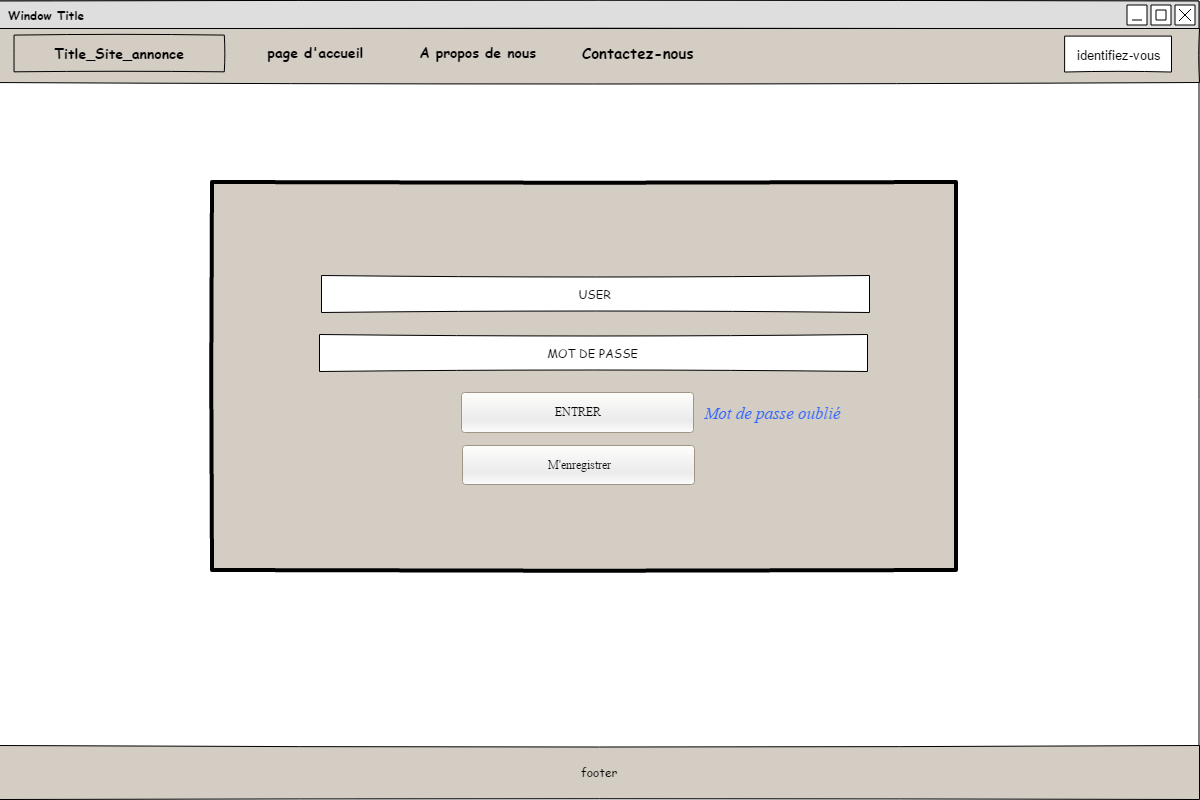 Window Title
Title_Site_annonce
page d'accueil
A propos de nous
Contactez-nous
identifiez-vous
USER
MOT DE PASSE
ENTRER
Mot de passe oublié
M'enregistrer
footer